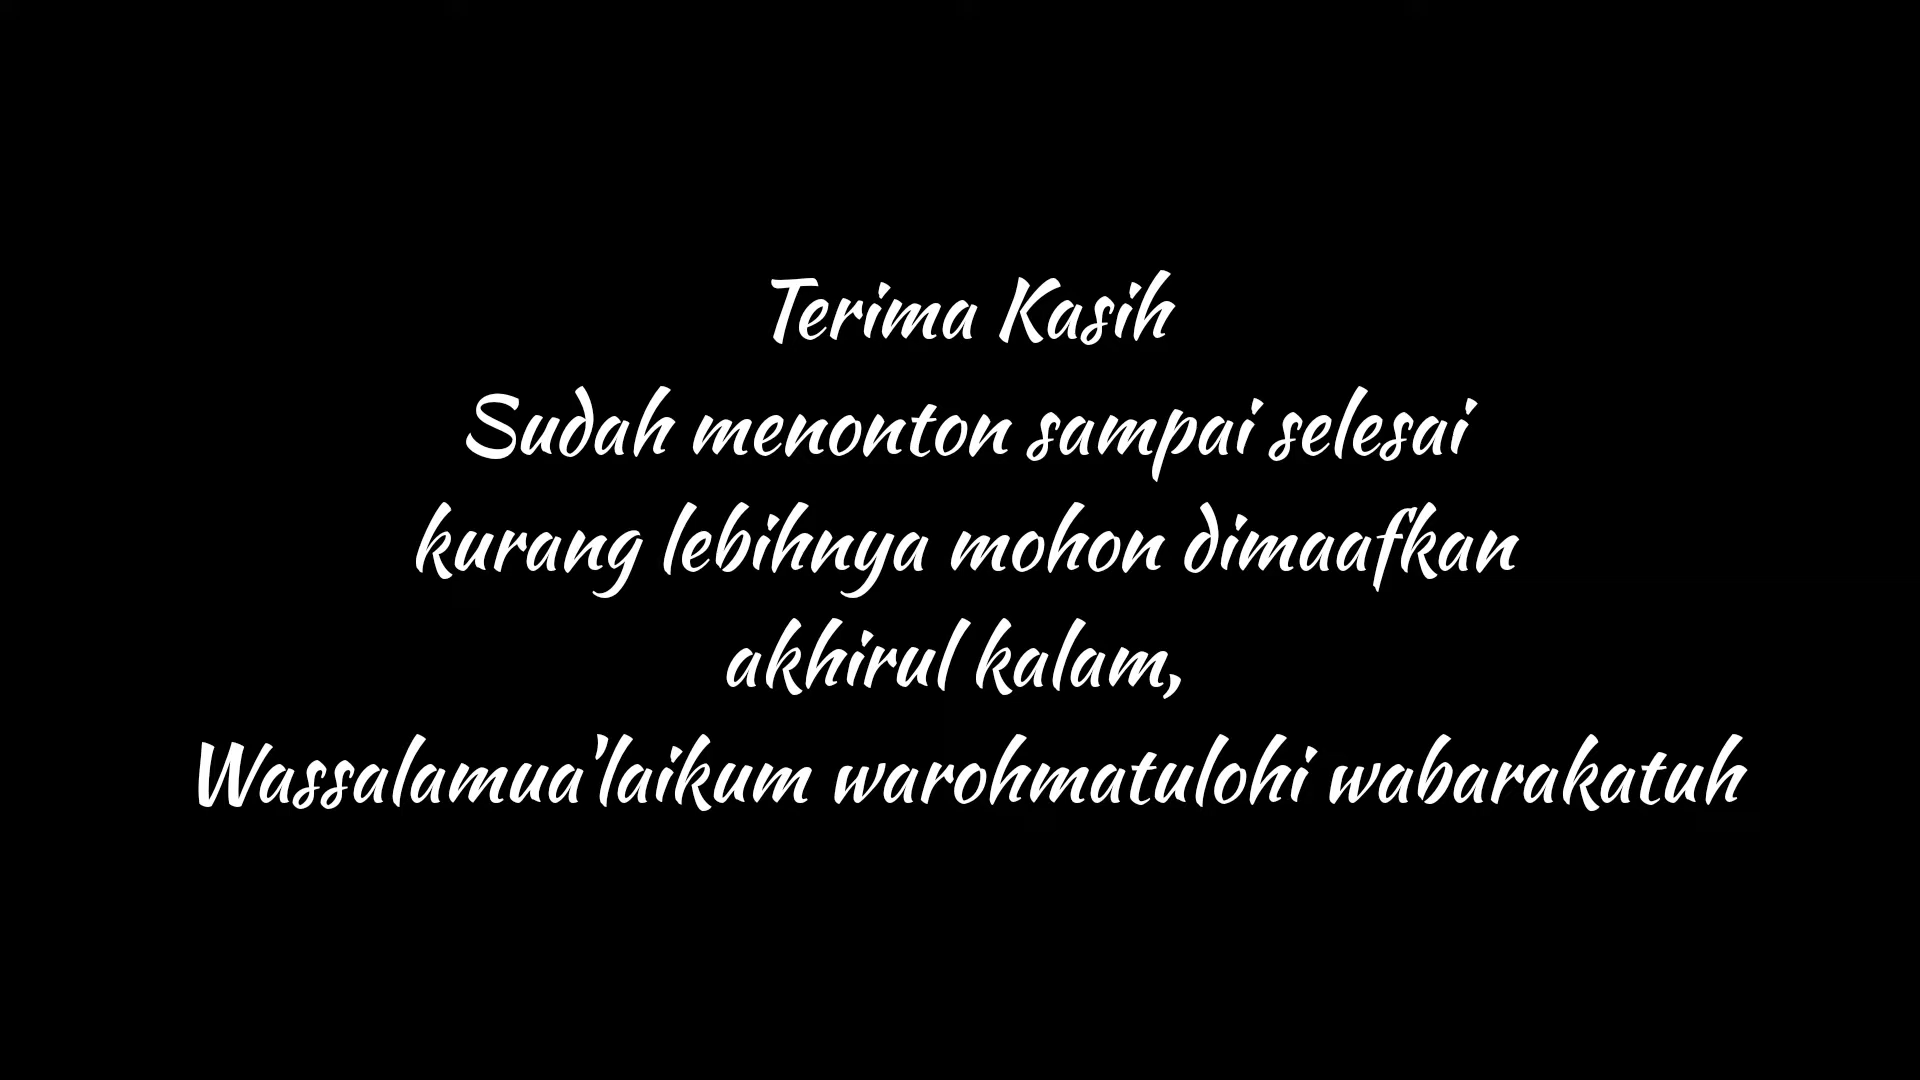 Terima Kasih
Sudah menonton sampai selesai
kurang lebihnya mohon dimaafkan
akhirul kalam,
Wassalamua'laikum warohmatulohi wabarakatuh